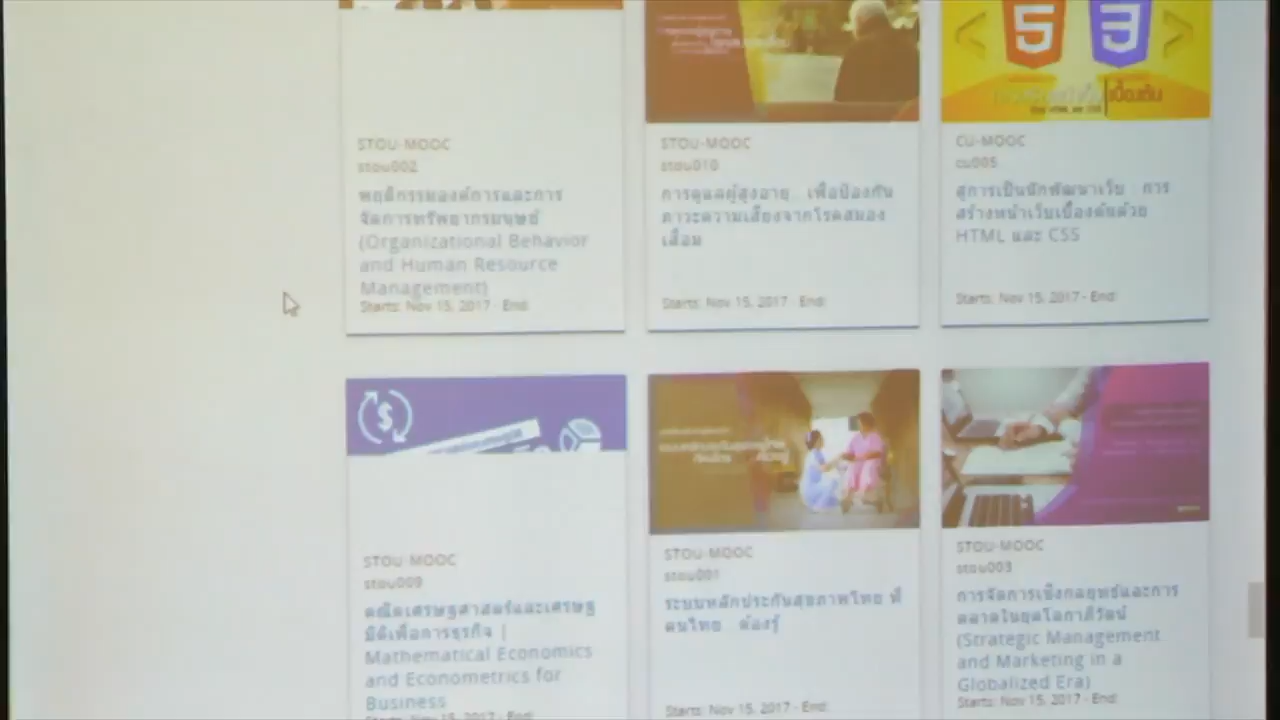 5
3
เบื้องต้น
STOU-MOOC
stou002
พฤติกรรมองค์การและการ
จัดการทรัพยากรมนุษย์
(Organizational Behavior
and Human Resource
Management)
Starts: Nov 15, 2017 - End:
STOU-MOOC
stou010
การดูแลผู้สูงอายุ เพื่อป้องกัน
ภาวะความเสี่ยงจากโรคสมอง
เสื่อม
Starts: Nov 15, 2017 - End:
CU-MOOC
cu005
สู่การเป็นนักพัฒนาเว็บ : การ
สร้างหน้าเว็บเบื้องต้นด้วย
HTML และ CSS
Starts: Nov 15, 2017 - End:
$
STOU-MOOC
stou009
คณิตเศรษฐศาสตร์และเศรษฐ
มิติเพื่อการธุรกิจ |
Mathematical Economics
and Econometrics for
Business
Starts: Nov 15, 2017 - End:
STOU-MOOC
stou001
ระบบหลักประกันสุขภาพไทย ที่
คนไทย ต้องรู้
Starts: Nov 15, 2017 - End:
STOU-MOOC
stou003
การจัดการเชิงกลยุทธ์และการ
ตลาดในยุคโลกาภิวัตน์
(Strategic Management
and Marketing in a
Globalized Era)
Starts: Nov 15, 2017 - End: